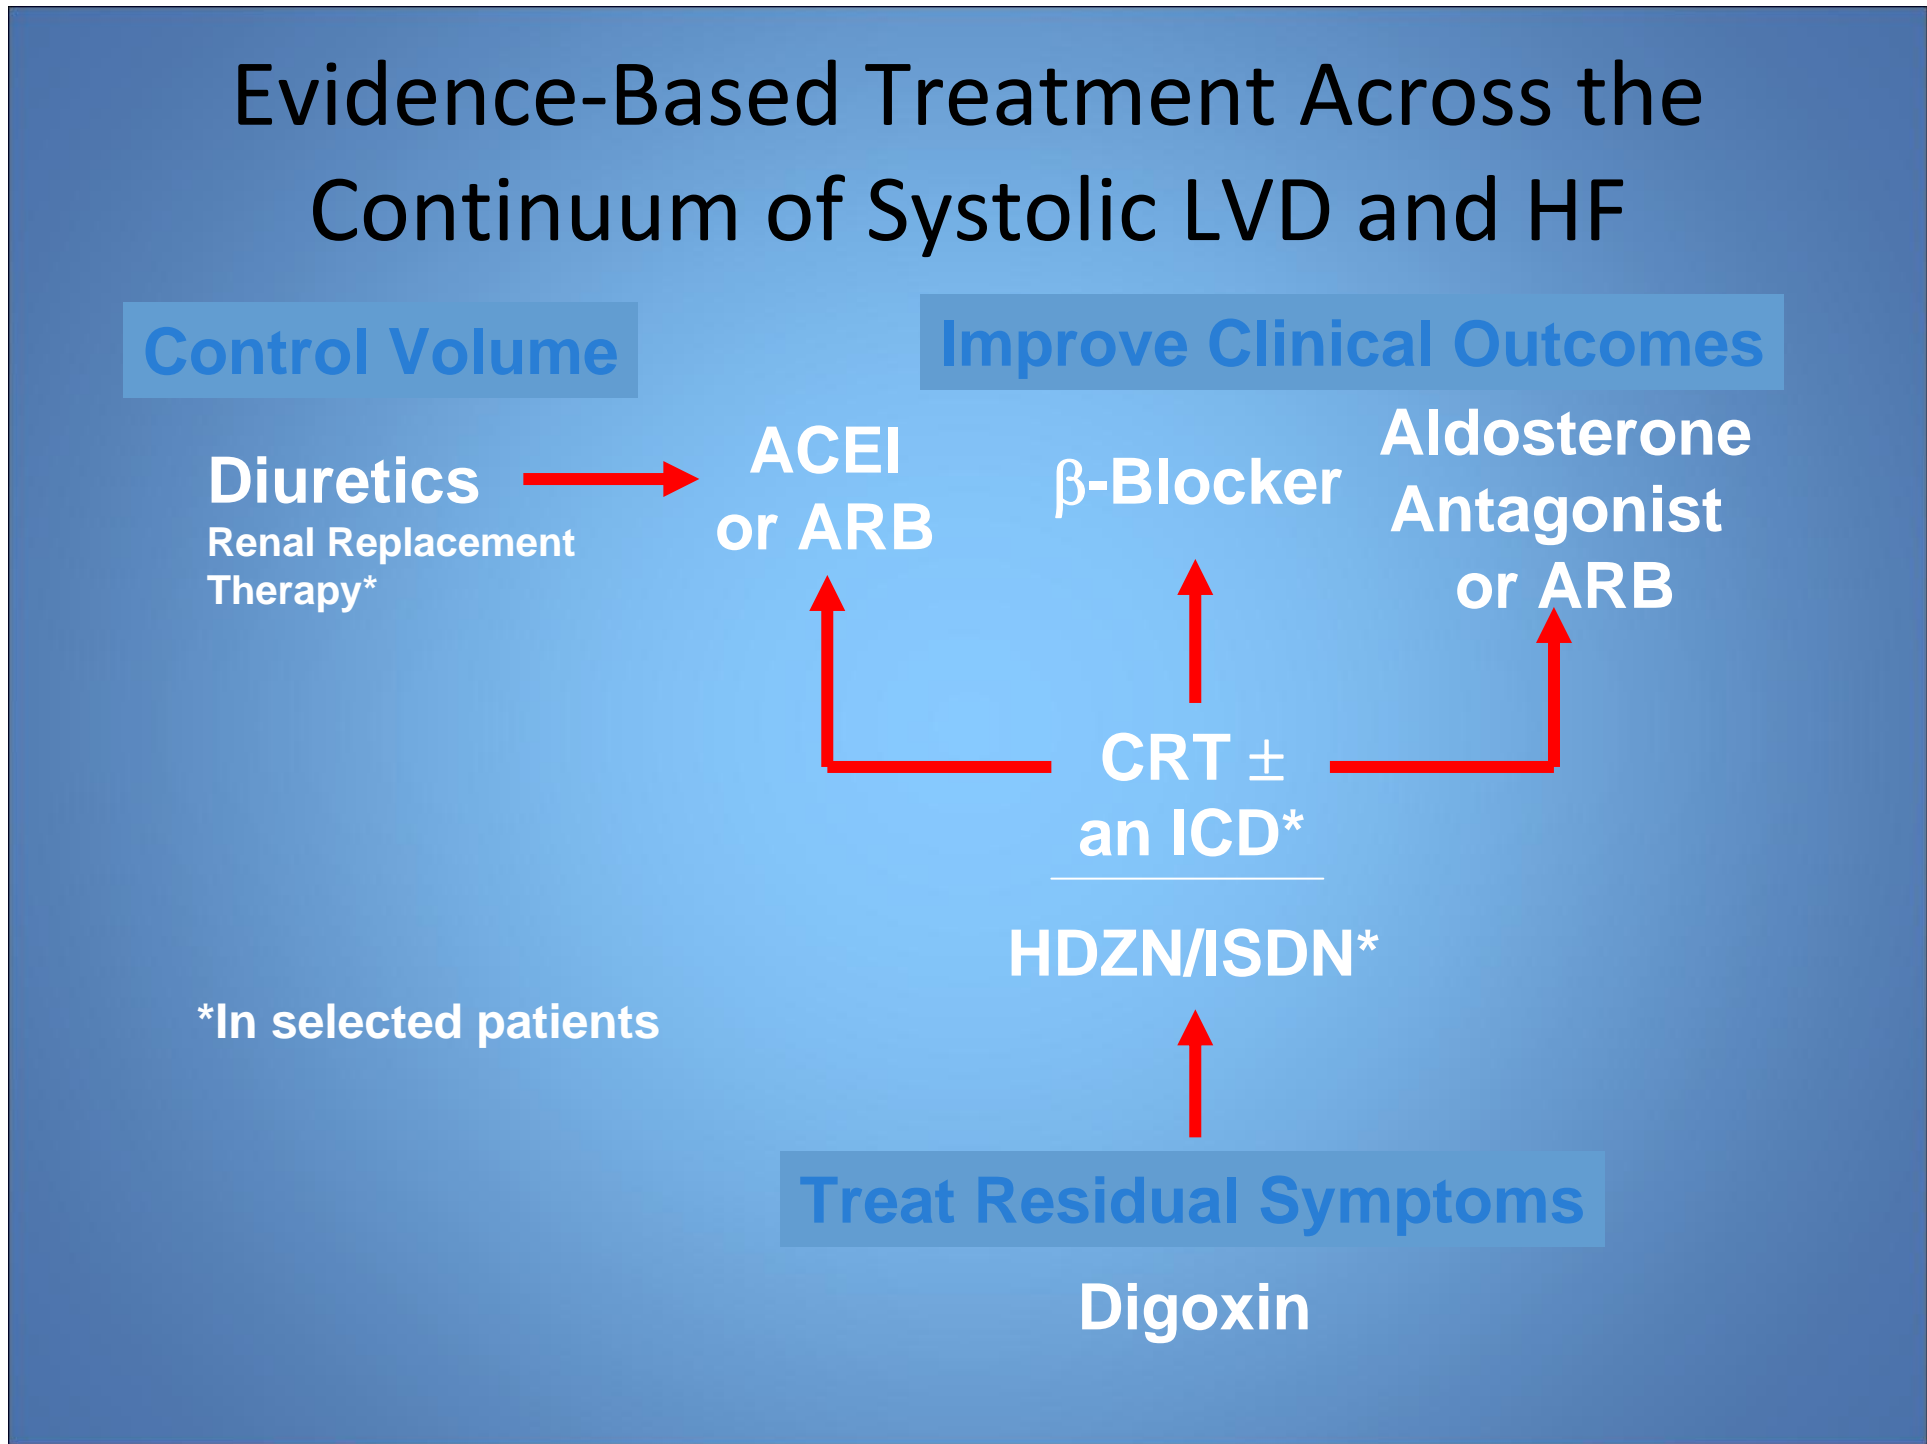 Evidence-Based Treatment Across the
Continuum of Systolic LVD and HF
Control Volume
Improve Clinical Outcomes
Diuretics
Renal Replacement
Therapy*
ACEI
or ARB
β-Blocker
Aldosterone
Antagonist
or ARB
CRT ±
an ICD*
HDZN/ISDN*
*In selected patients
Treat Residual Symptoms
Digoxin